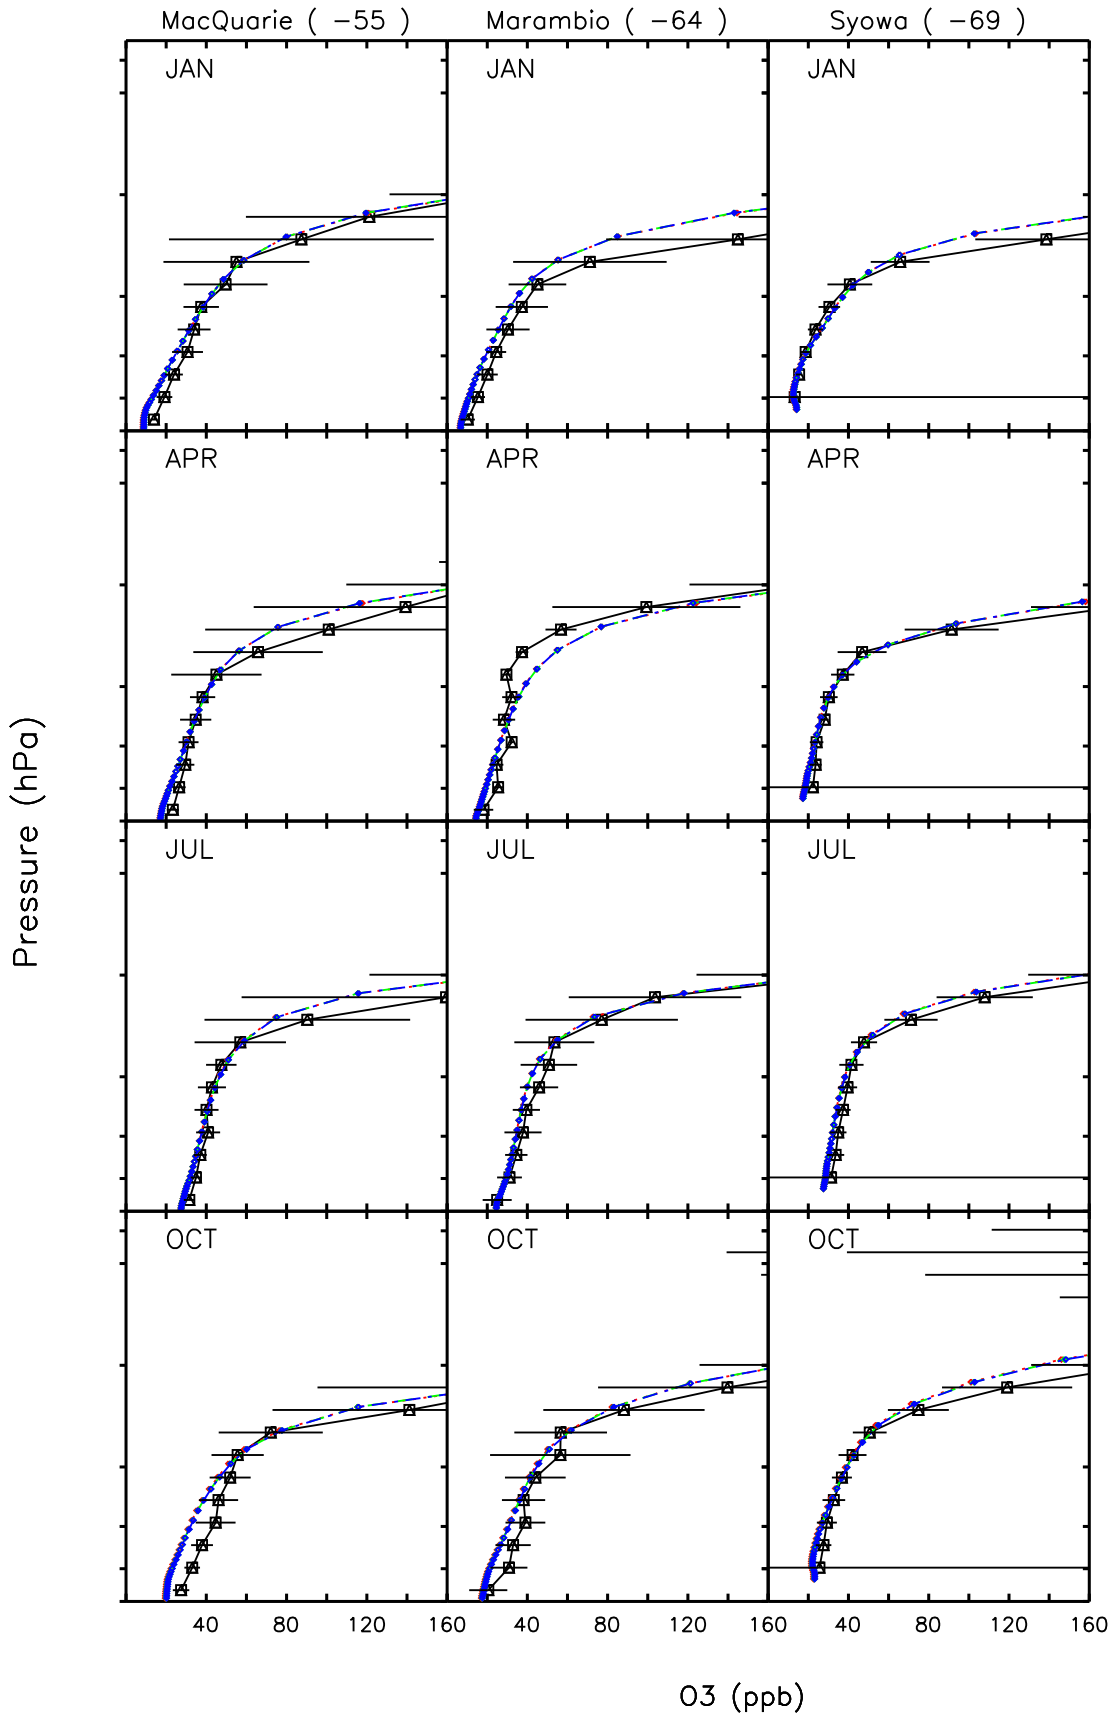 MacQuarie ( -55 ) Marambio ( -64 ) Syowa ( -69 )
JAN JAN JAN
APR APR APR
JUL JUL JUL
OCT OCT OCT
Pressure (hPa)
40 80 120 160 40 80 120 160 40 80 120 160
O3 (ppb)